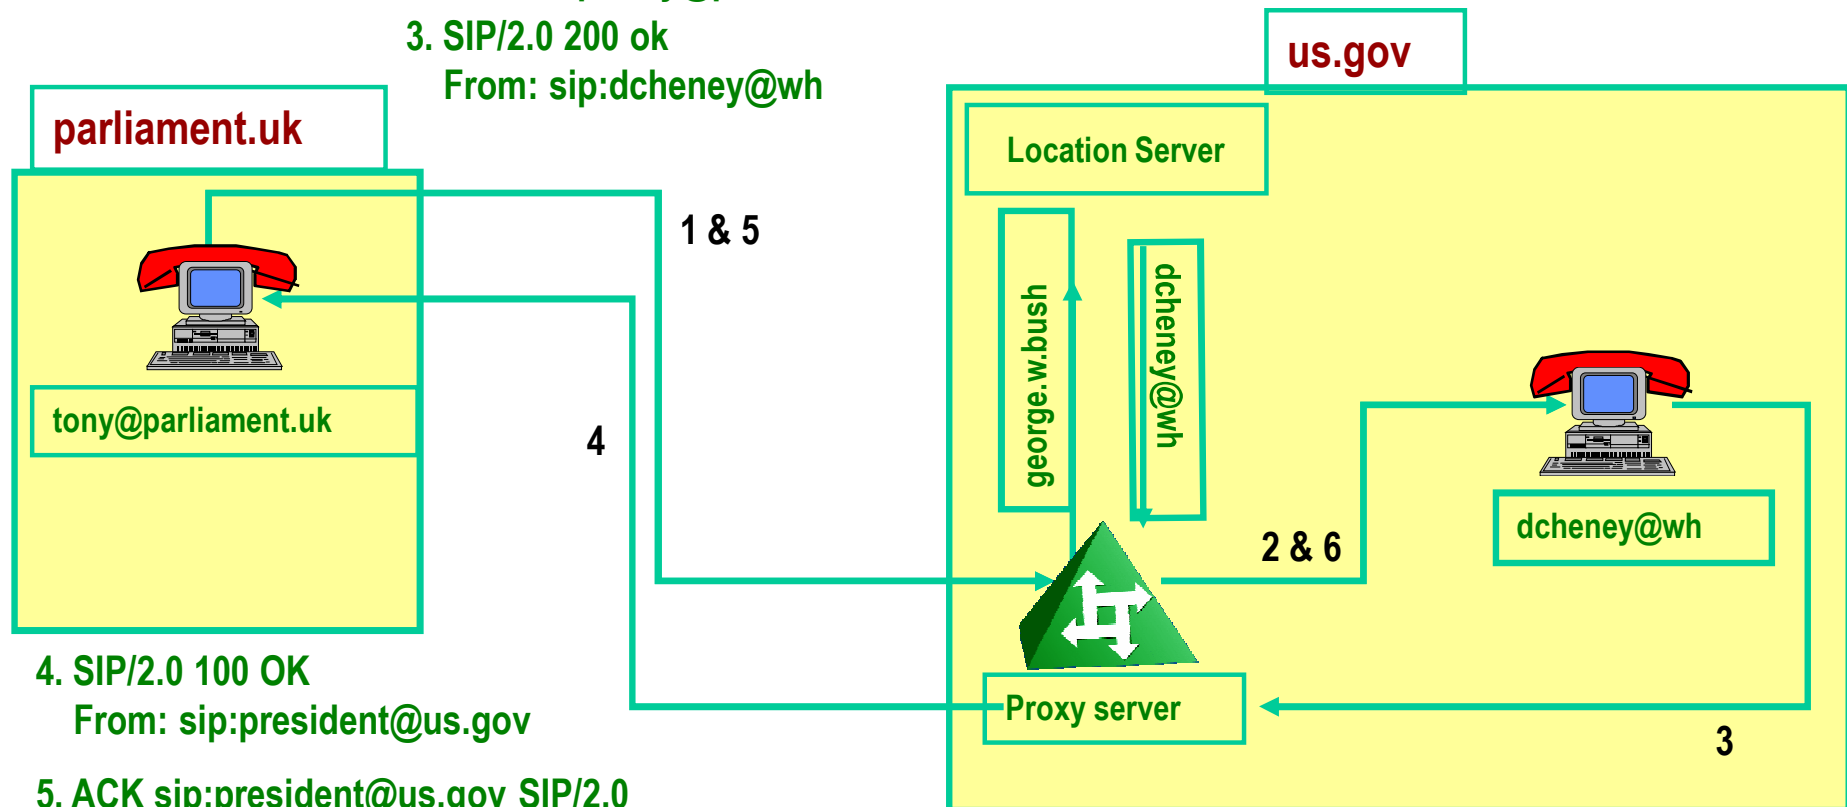 3. SIP/2.0 200 ok
From: sip:dcheney@wh
us.gov
parliament.uk
Location Server
1 & 5
george.w.bush
dcheney@wh
tony@parliament.uk
4
2 & 6
dcheney@wh
4. SIP/2.0 100 OK
From: sip:president@us.gov
Proxy server
3
5. ACK sip:president@us.gov SIP/2.0